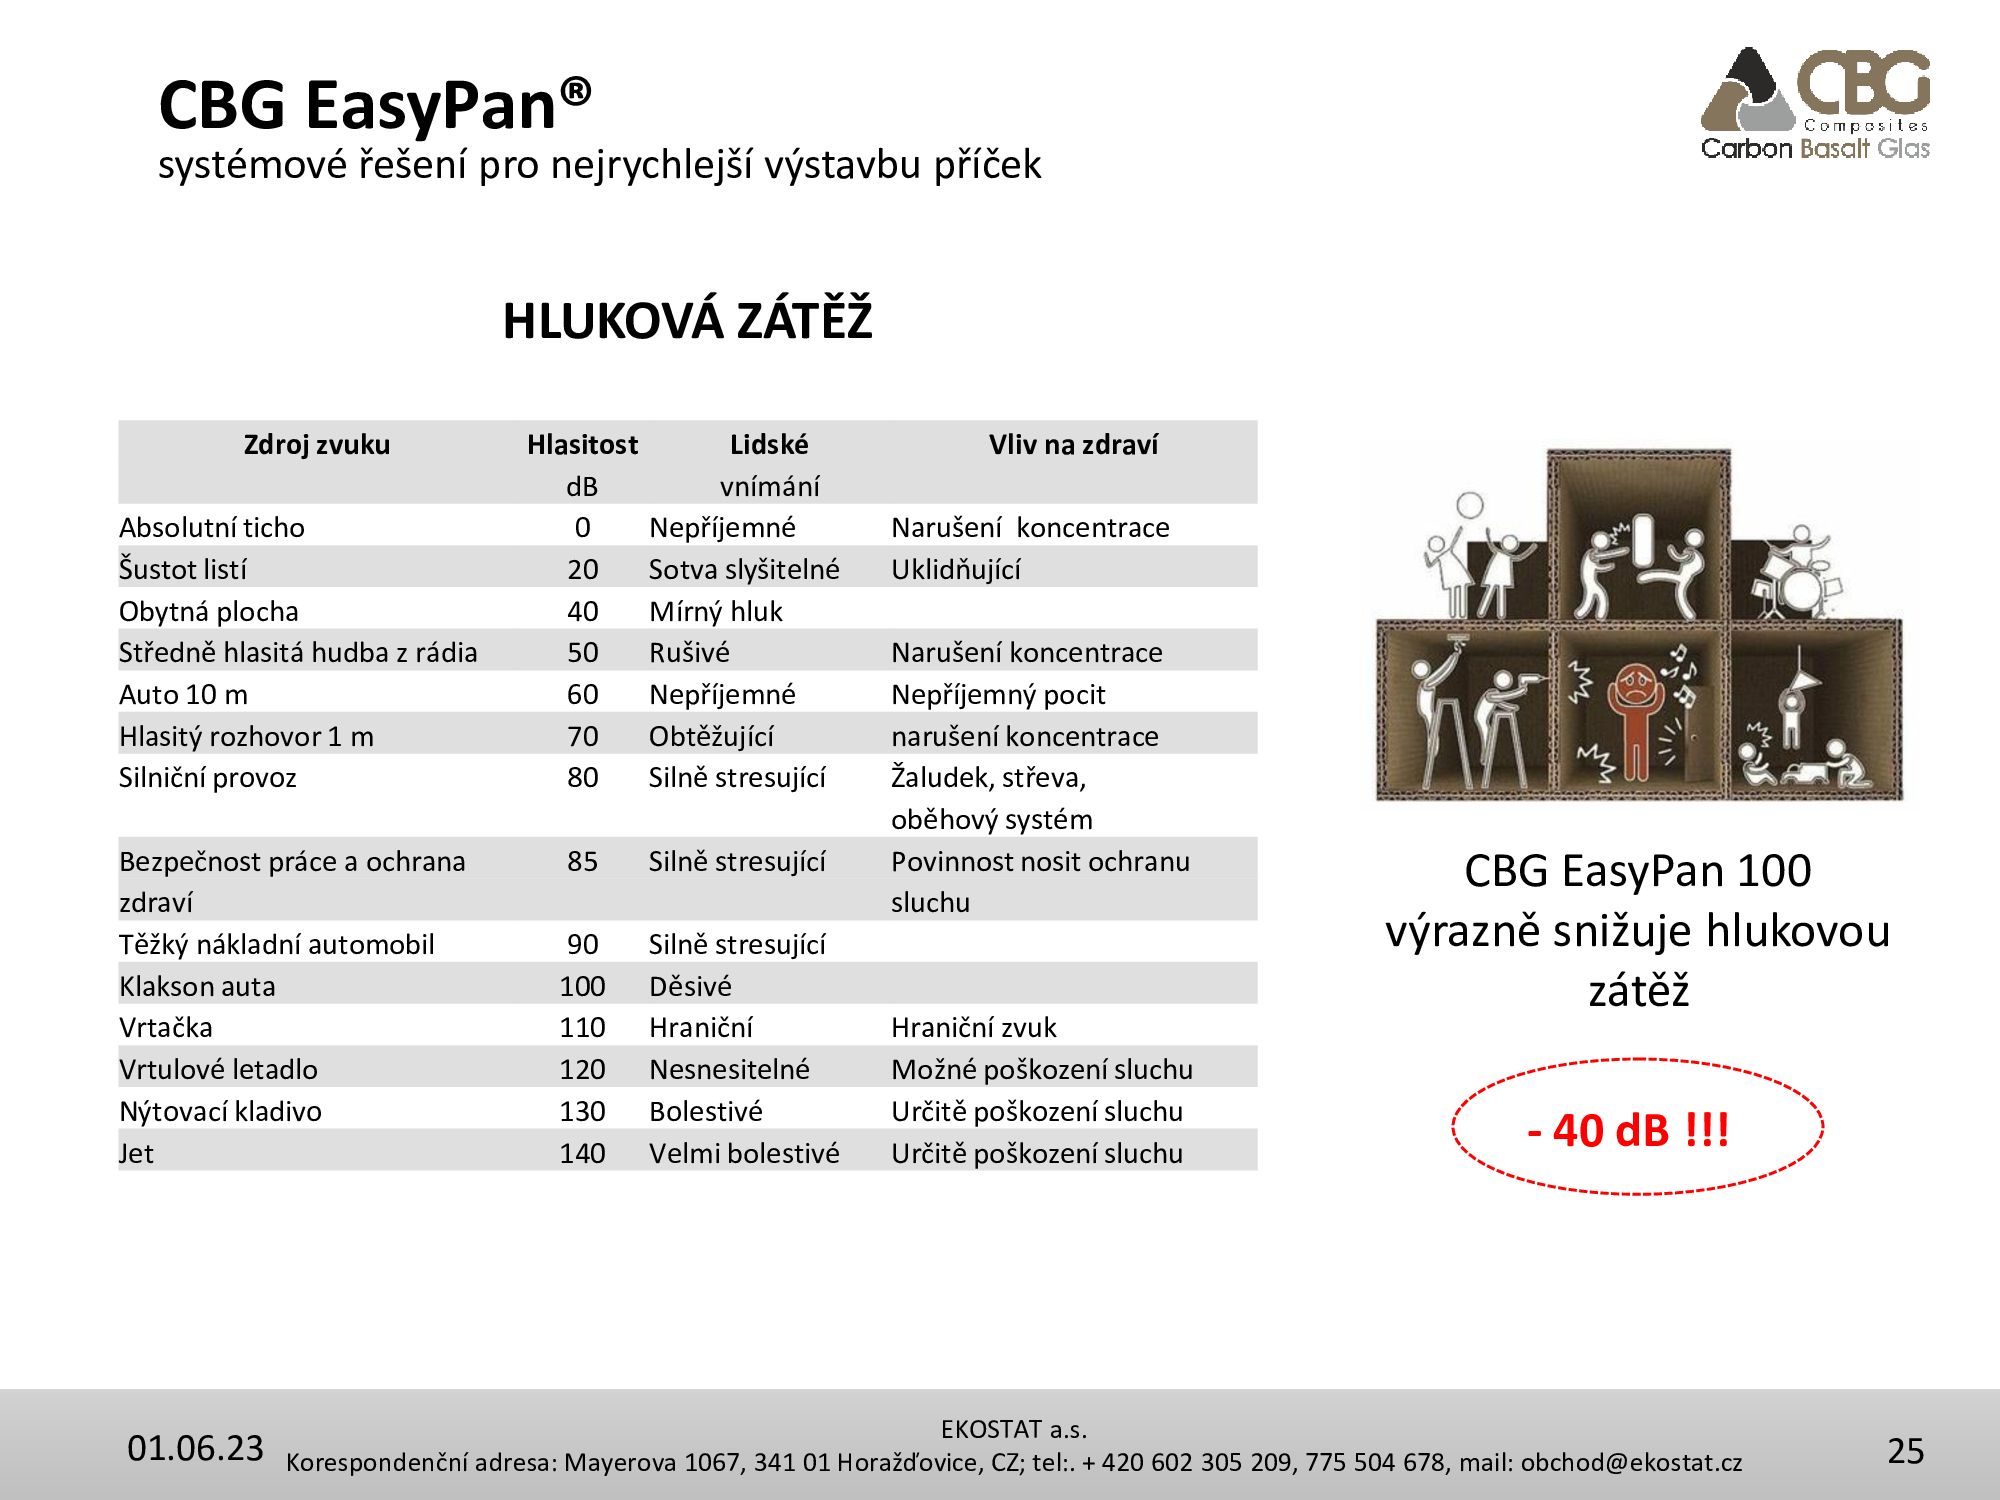 CBG EasyPan®
systémové řešení pro nejrychlejší výstavbu příček
CBG
Composites
Carbon Basalt Glas
HLUKOVÁ ZÁTĚŽ
Zdroj zvuku Hlasitost Lidské Vliv na zdraví
dB vnímání
Absolutní ticho 0 Nepříjemné Narušení koncentrace
Šustot listí 20 Sotva slyšitelné Uklidňující
Obytná plocha 40 Mírný hluk
Středně hlasitá hudba z rádia 50 Rušivé Narušení koncentrace
Auto 10 m 60 Nepříjemné Nepříjemný pocit
Hlasitý rozhovor 1 m 70 Obtěžující narušení koncentrace
Silniční provoz 80 Silně stresující Žaludek, střeva,
oběhový systém
Bezpečnost práce a ochrana 85 Silně stresující Povinnost nosit ochranu
zdraví sluchu
Těžký nákladní automobil 90 Silně stresující
Klakson auta 100 Děsivé
Vrtačka 110 Hraniční Hraniční zvuk
Vrtulové letadlo 120 Nesnesitelné Možné poškození sluchu
Nýtovací kladivo 130 Bolestivé Určitě poškození sluchu
Jet 140 Velmi bolestivé Určitě poškození sluchu
CBG EasyPan 100
výrazně snižuje hlukovou
zátěž
- 40 dB !!!
01.06.23
EKOSTAT a.s.
Korespondenční adresa: Mayerova 1067, 341 01 Horažďovice, CZ; tel:. + 420 602 305 209, 775 504 678, mail: obchod@ekostat.cz
25